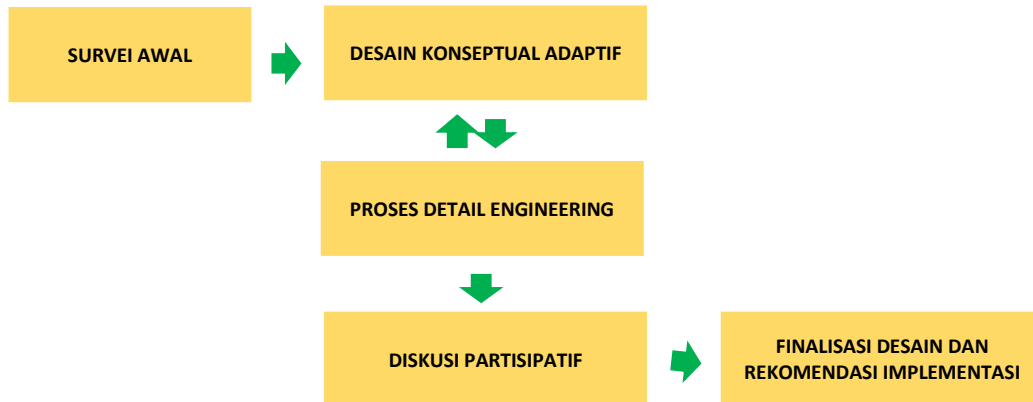 SURVEI AWAL
DESAIN KONSEPTUAL ADAPTIF
PROSES DETAIL ENGINEERING
DISKUSI PARTISIPATIF
FINALISASI DESAIN DAN
REKOMENDASI IMPLEMENTASI